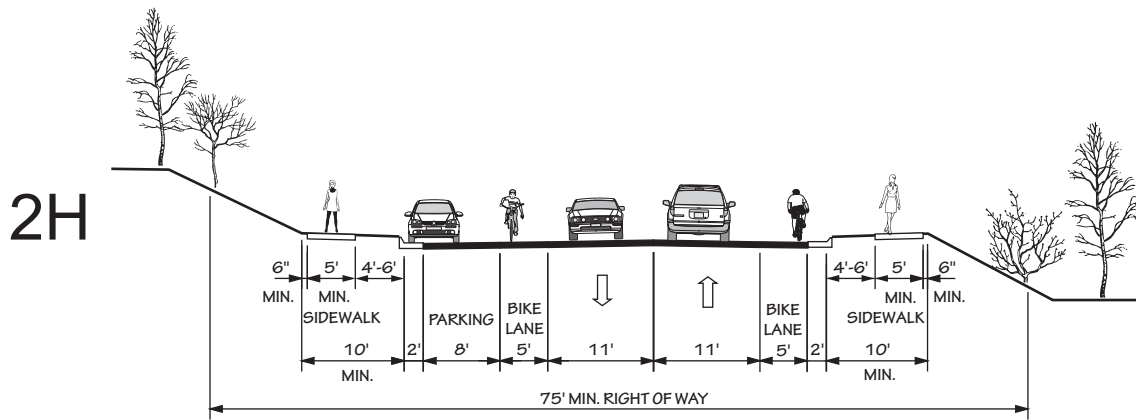 2H
6" 5' 4'-6' 4'-6' 5' 6"
MIN. MIN. MIN. MIN.
SIDEWALK PARKING BIKE LANE BIKE LANE SIDEWALK
10' 2' 8' 5' 11' 11' 5' 2' 10'
MIN. MIN.
75' MIN. RIGHT OF WAY